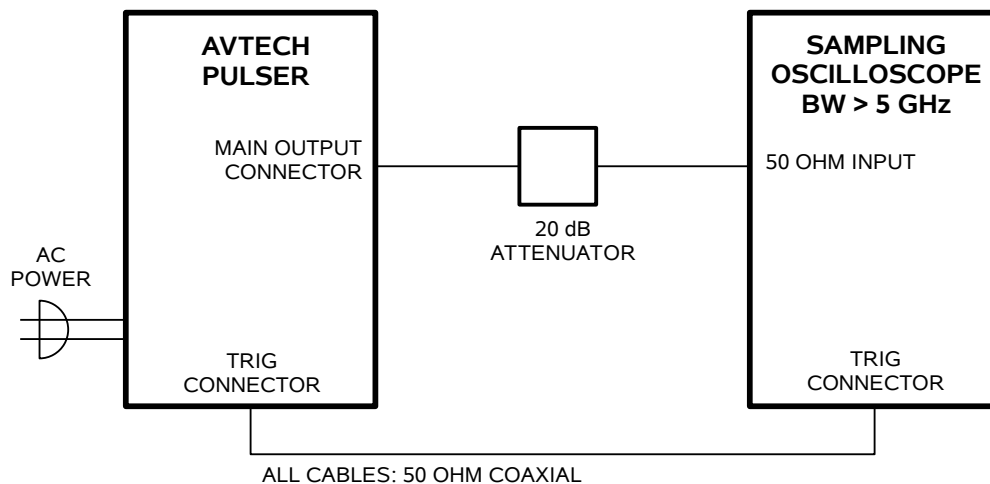 AVTECH
PULSER
SAMPLING
OSCILLOSCOPE
BW > 5 GHz
MAIN OUTPUT
CONNECTOR
50 OHM INPUT
20 dB
ATTENUATOR
AC
POWER
TRIG
CONNECTOR
TRIG
CONNECTOR
ALL CABLES: 50 OHM COAXIAL